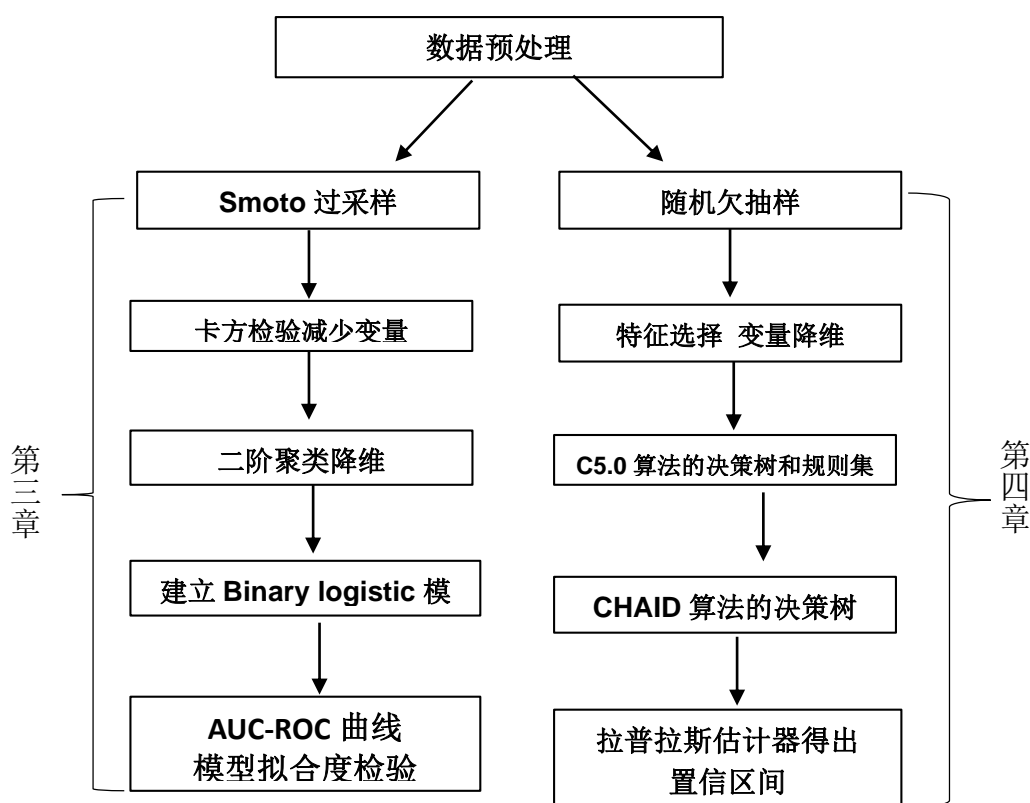 数据预处理
Smoto 过采样
卡方检验减少变量
二阶聚类降维
建立 Binary logistic 模
AUC-ROC 曲线
模型拟合度检验
第三章
随机欠抽样
特征选择 变量降维
C5.0 算法的决策树和规则集
CHAID 算法的决策树
拉普拉斯估计器得出
置信区间
第四章